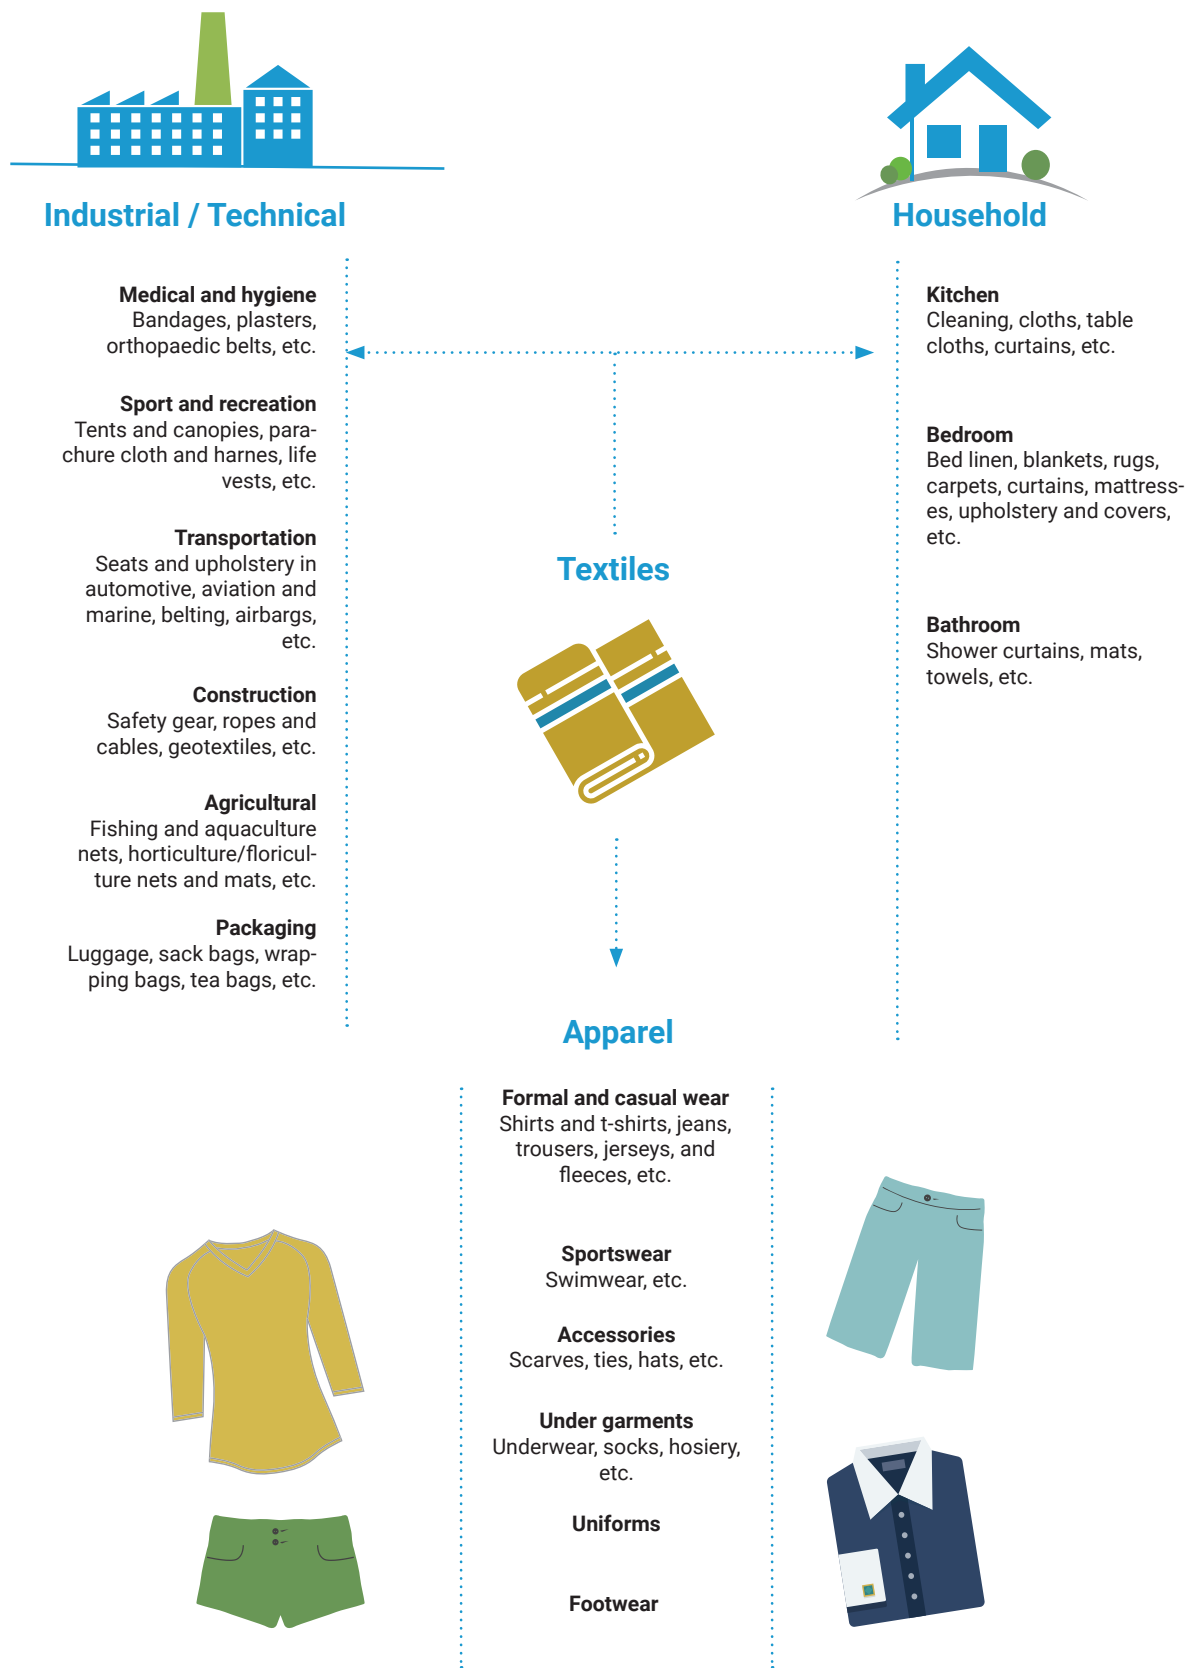 Industrial / Technical
Household
Medical and hygiene
Bandages, plasters,
orthopaedic belts, etc.
Sport and recreation
Tents and canopies, para-
chure cloth and harnes, life
vests, etc.
Transportation
Seats and upholstery in
automotive, aviation and
marine, belting, airbargs,
etc.
Construction
Safety gear, ropes and
cables, geotextiles, etc.
Agricultural
Fishing and aquaculture
nets, horticulture/floricul-
ture nets and mats, etc.
Packaging
Luggage, sack bags, wrap-
ping bags, tea bags, etc.
Kitchen
Cleaning, cloths, table
cloths, curtains, etc.
Bedroom
Bed linen, blankets, rugs,
carpets, curtains, mattress-
es, upholstery and covers,
etc.
Bathroom
Shower curtains, mats,
towels, etc.
Textiles
Apparel
Formal and casual wear
Shirts and t-shirts, jeans,
trousers, jerseys, and
fleeces, etc.
Sportswear
Swimwear, etc.
Accessories
Scarves, ties, hats, etc.
Under garments
Underwear, socks, hosiery,
etc.
Uniforms
Footwear